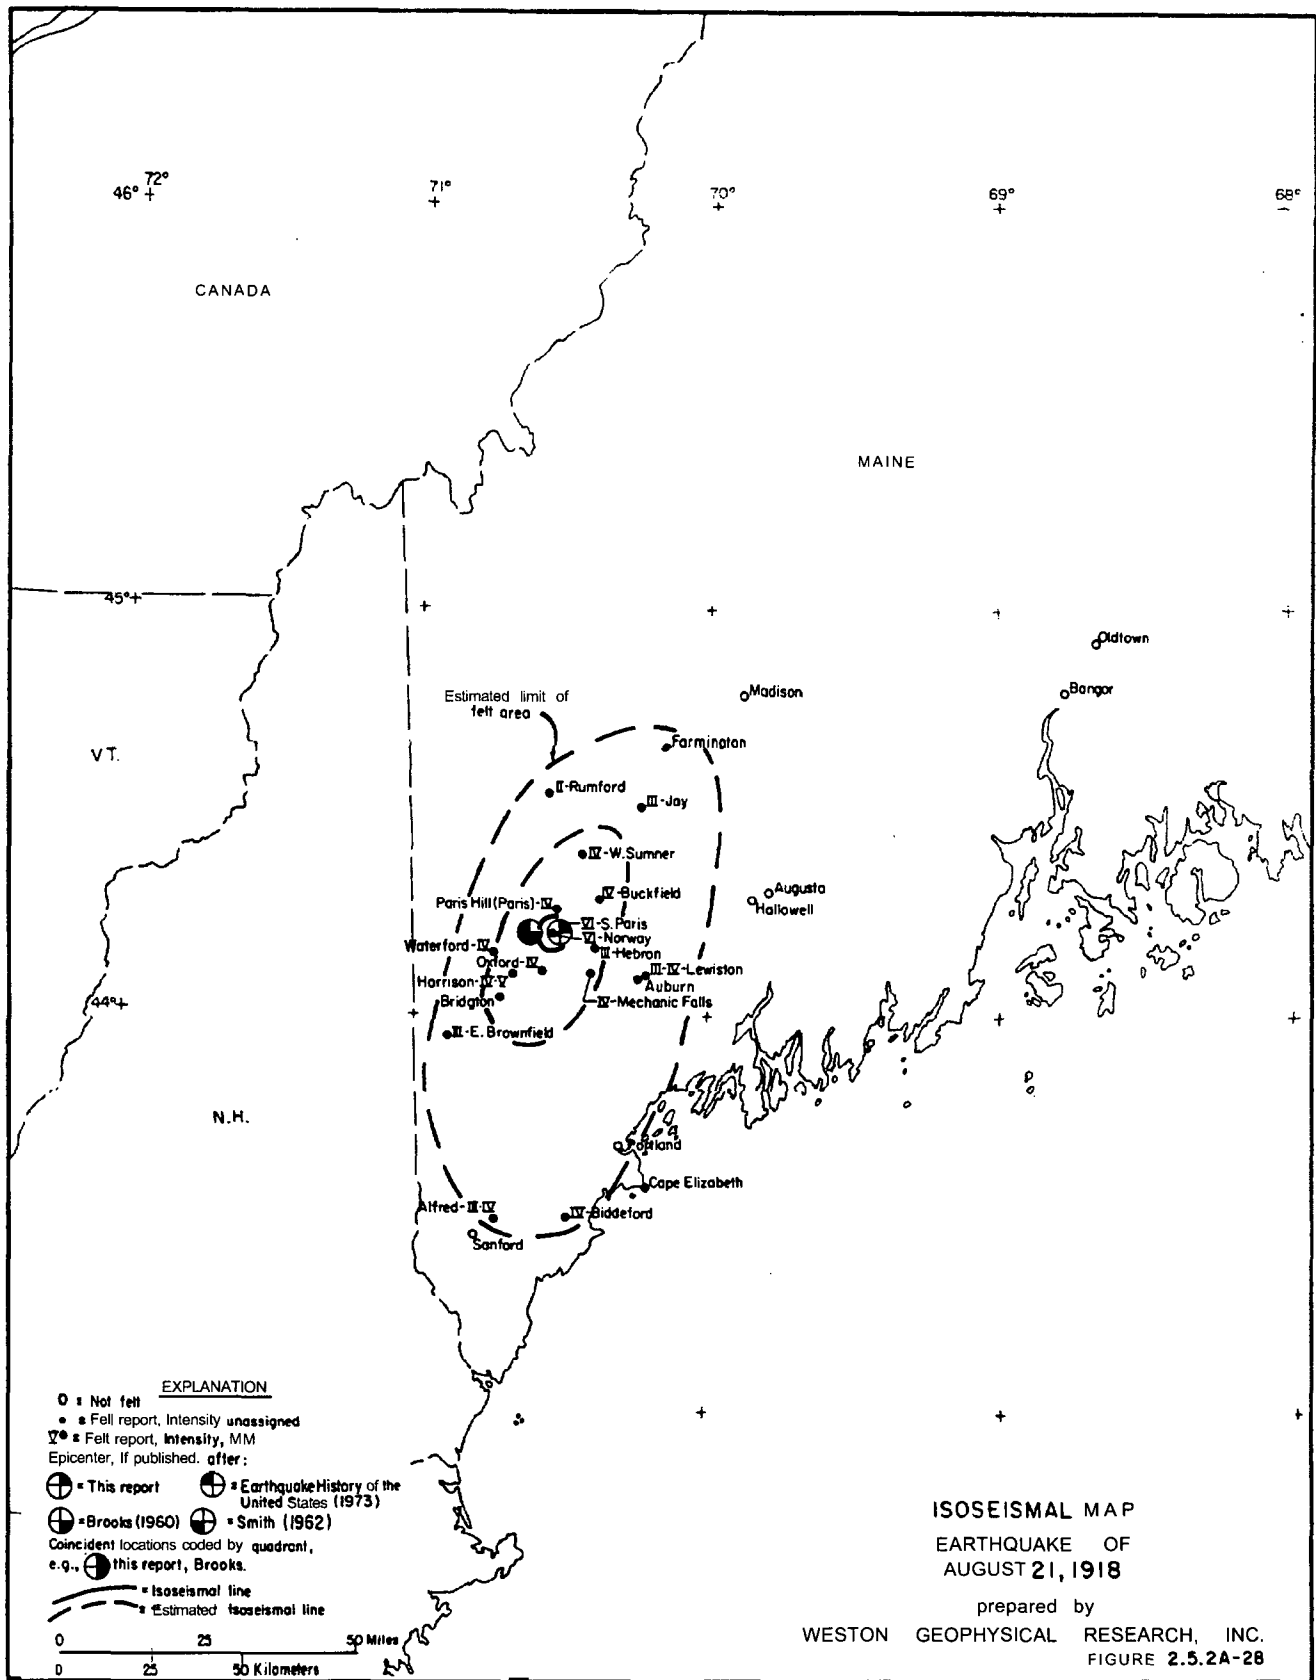 46° 72°
71°
70°
69°
68°
CANADA
MAINE
45°
Oldtown
Bangor
Madison
Estimated limit of
felt area
Farmington
VT.
II-Rumford
III-Jay
IV-W.Sumner
V-Buckfield
Augusta
Hallowell
Paris Hill (Paris)-IV
VI-S.Paris
VI-Norway
Waterford-IV
III-Hebron
Oxford-IV
III-IV-Lewiston
Harrison-IV-V
Auburn
Bridgton
IV-Mechanic Falls
44°
III-E. Brownfield
N.H.
Portland
Cape Elizabeth
Alfred-III-IV
IV-Biddeford
Sanford
EXPLANATION
O = Not felt
• = Fell report, Intensity unassigned
V• = Felt report, Intensity, MM
Epicenter, If published. after:
= This report
= Earthquake History of the
United States (1973)
= Brooks (1960)
= Smith (1962)
Coincident locations coded by quadrant,
e.g., this report, Brooks.
= Isoseismal line
= Estimated Isoseismal line
0 25 50 Miles
0 25 50 Kilometers
ISOSEISMAL MAP
EARTHQUAKE OF
AUGUST 21, 1918
prepared by
WESTON GEOPHYSICAL RESEARCH, INC.
FIGURE 2.5.2A-28